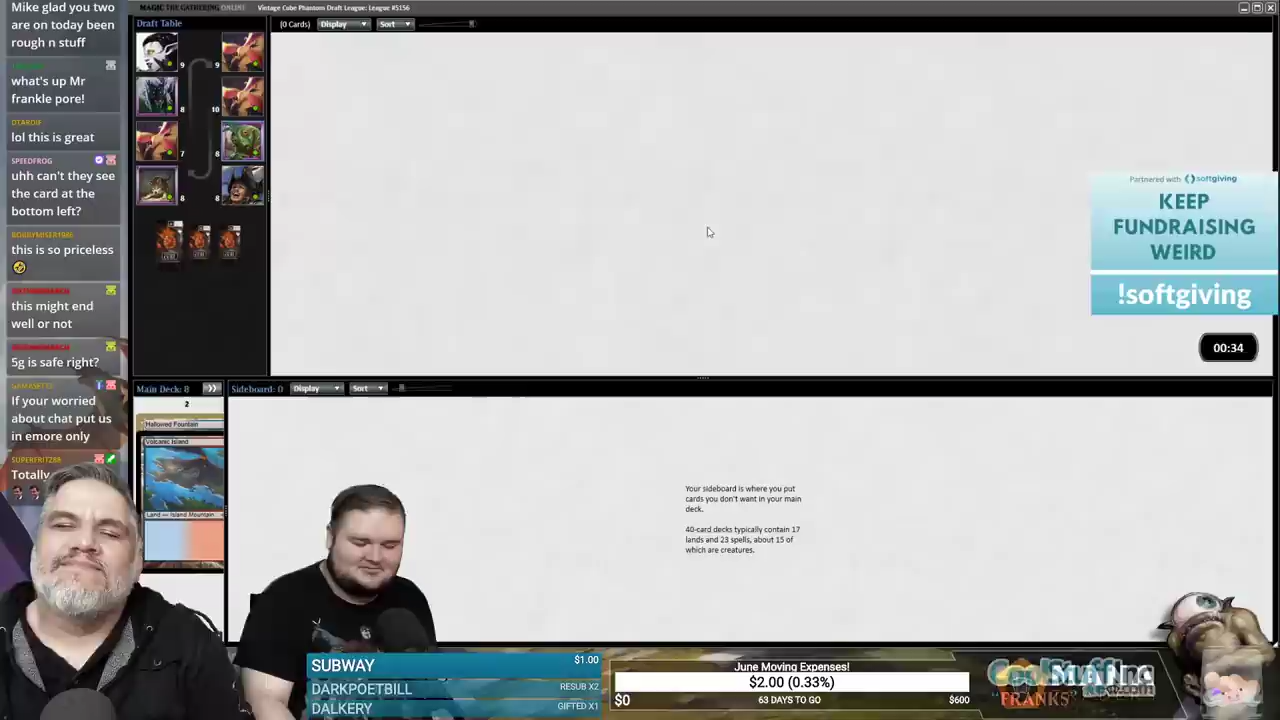 MAGIC THE GATHERING ONLINE Vintage Cube Phantom Draft League: League #5156
Draft Table
(0 Cards) Display Sort
9 9
8 10
7 8
8 8
Mike glad you two
are on today been
rough n stuff
what's up Mr
frankle pore!
DTARDIF
lol this is great
SPEEDFROG
uhh can't they see
the card at the
bottom left?
this is so priceless
this might end
well or not
5g is safe right?
If your worried
about chat put us
in emore only
SUPERFRITZ88
Totally
Partnered with softgiving
KEEP
FUNDRAISING
WEIRD
!softgiving
00:34
Main Deck: 8
Sideboard: 0 Display Sort
2
Hallowed Fountain
Volcanic Island
Land — Island Mountain
Your sideboard is where you put
cards you don't want in your main
deck.
40-card decks typically contain 17
lands and 23 spells, about 15 of
which are creatures.
SUBWAY $1.00
DARKPOETBILL RESUB X2
DALKERY GIFTED X1
June Moving Expenses!
$2.00 (0.33%)
$0 63 DAYS TO GO $600
FRANKS